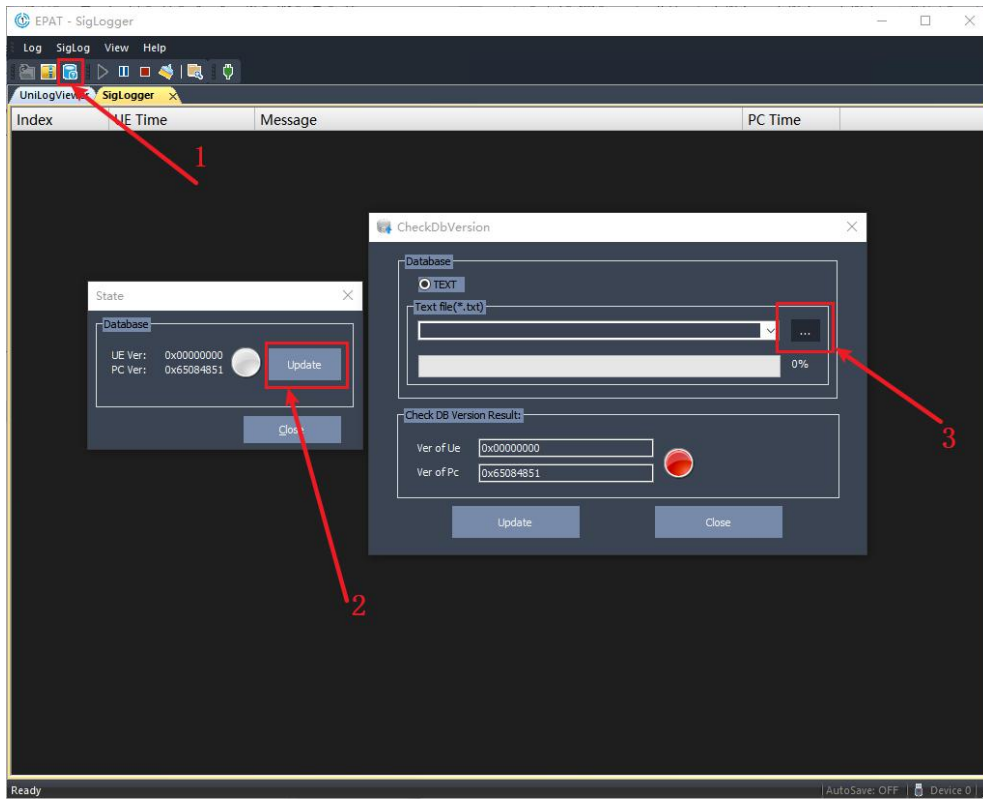 EPAT - SigLogger
Log SigLog View Help
UniLogViewer SigLogger
Index UE Time Message PC Time
1
CheckDbVersion
Database
TEXT
Text file(*.txt)
...
0%
State
Database
UE Ver: 0x00000000
PC Ver: 0x65084851
Update
Close
Check DB Version Result:
Ver of Ue 0x00000000
Ver of Pc 0x65084851
Update Close
3
2
Ready AutoSave: OFF Device 0